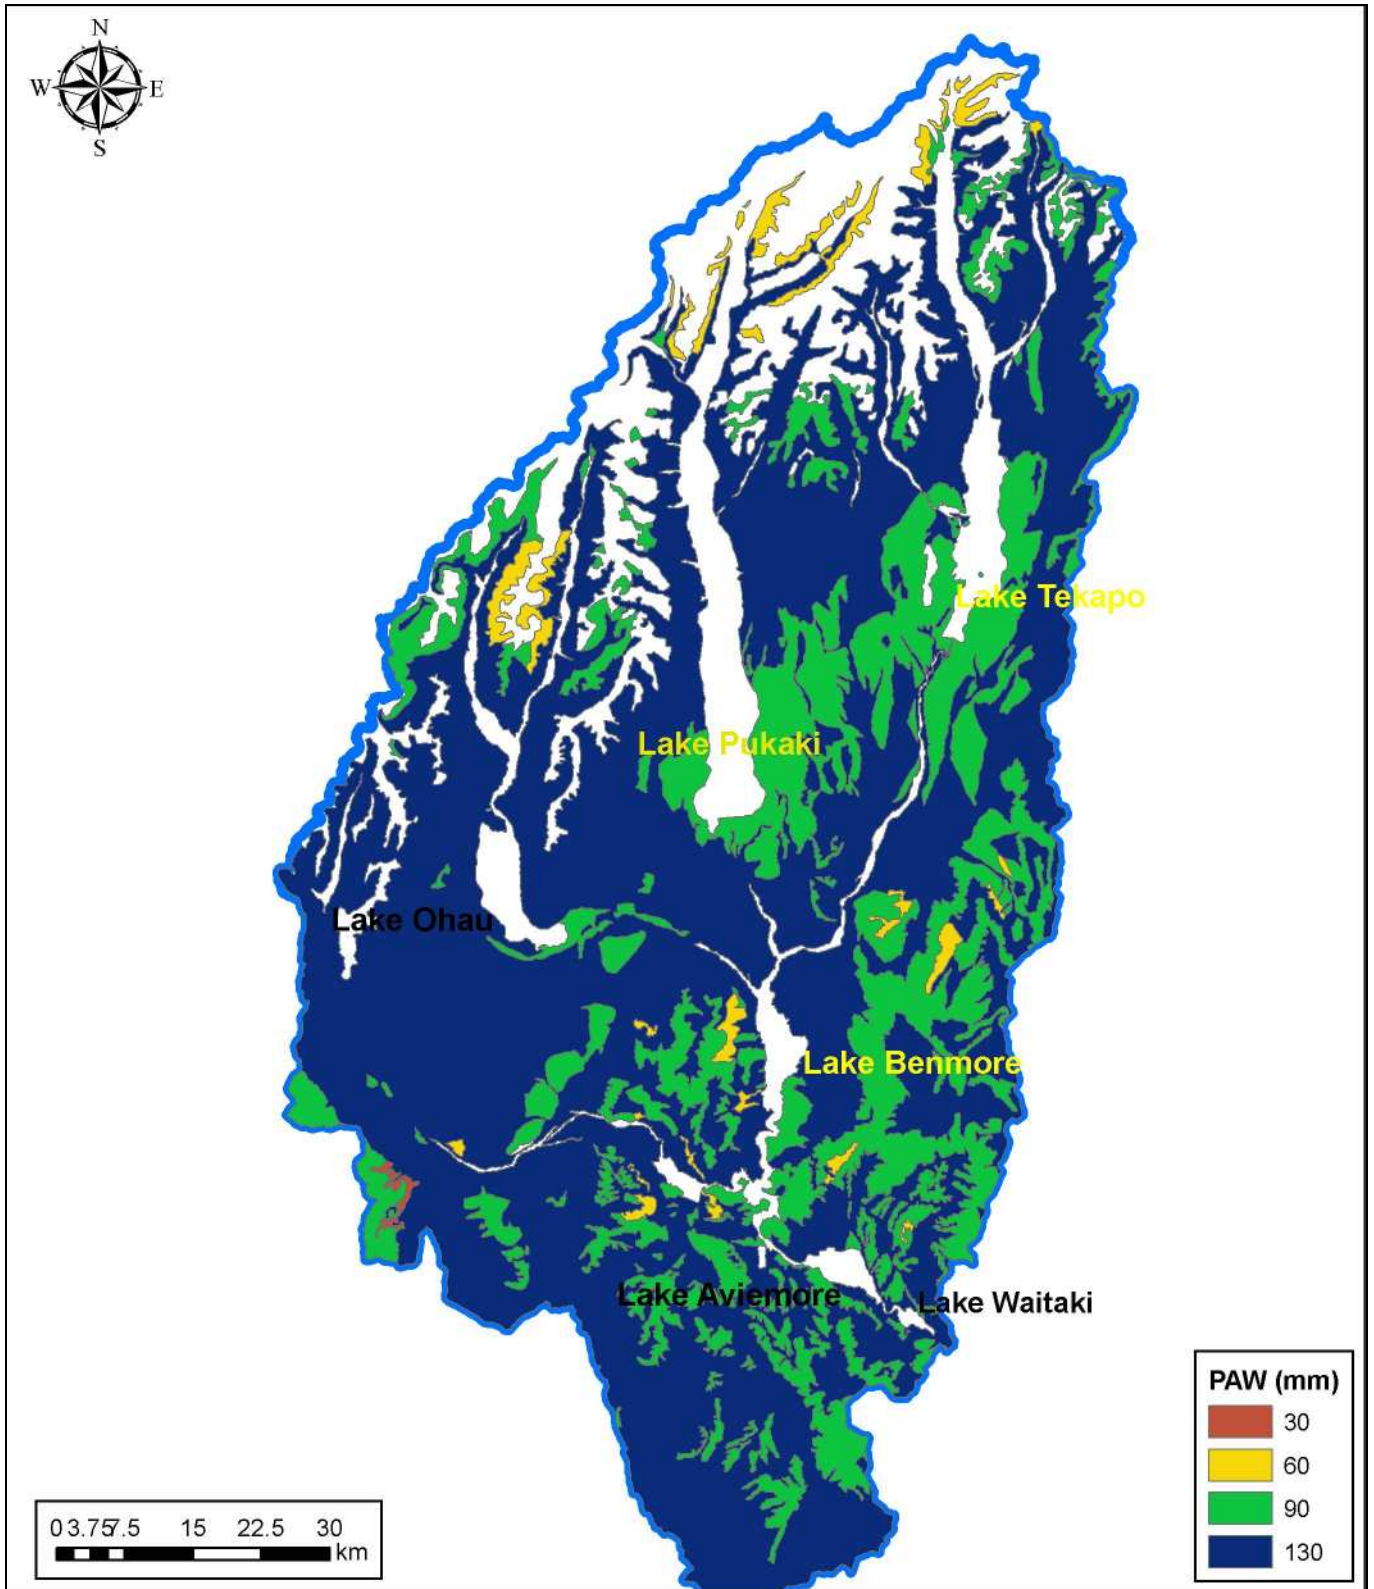 N
W E
S
Lake Tekapo
Lake Pukaki
Lake Ohau
Lake Benmore
Lake Aviemore
Lake Waitaki
PAW (mm)
30
60
90
130
0 3.75 7.5 15 22.5 30
km